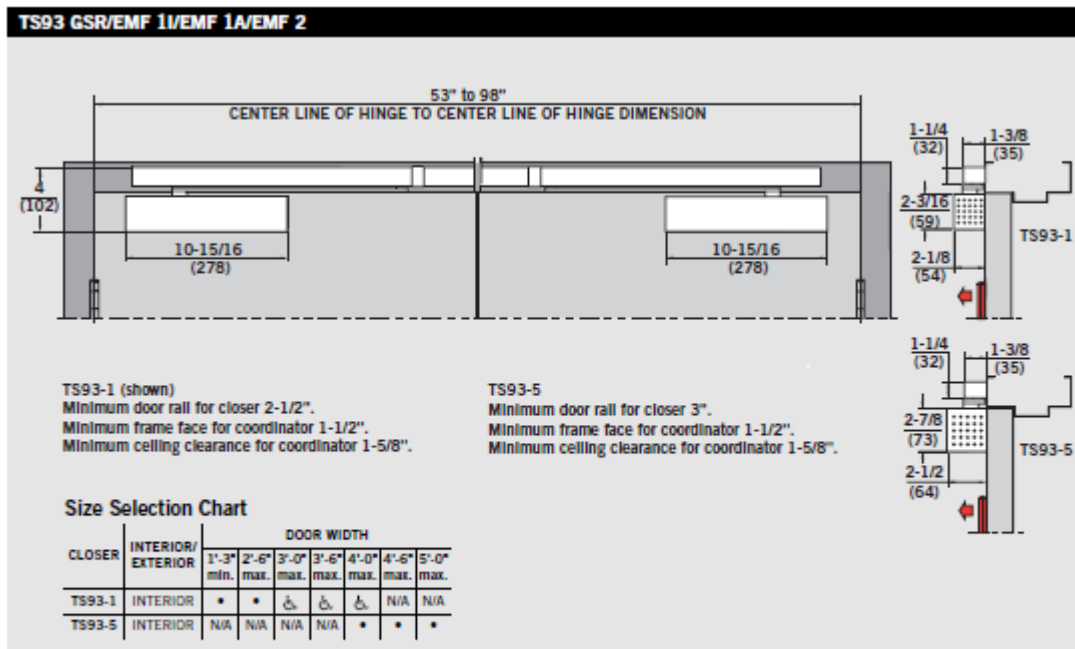 TS93 GSR/EMF 1I/EMF 1A/EMF 2
53" to 98"
CENTER LINE OF HINGE TO CENTER LINE OF HINGE DIMENSION
4
(102)
10-15/16
(278)
10-15/16
(278)
1-1/4
(32)
1-3/8
(35)
2-3/16
(59)
TS93-1
2-1/8
(54)
1-1/4
(32)
1-3/8
(35)
2-7/8
(73)
TS93-5
2-1/2
(64)
TS93-1 (shown)
Minimum door rail for closer 2-1/2".
Minimum frame face for coordinator 1-1/2".
Minimum ceiling clearance for coordinator 1-5/8".
TS93-5
Minimum door rail for closer 3".
Minimum frame face for coordinator 1-1/2".
Minimum ceiling clearance for coordinator 1-5/8".
Size Selection Chart
CLOSER INTERIOR/ EXTERIOR DOOR WIDTH
1'-3" min. 2'-6" max. 3'-0" max. 3'-6" max. 4'-0" max. 4'-6" max. 5'-0" max.
TS93-1 INTERIOR • • ♿ ♿ ♿ N/A N/A
TS93-5 INTERIOR N/A N/A N/A N/A • • •